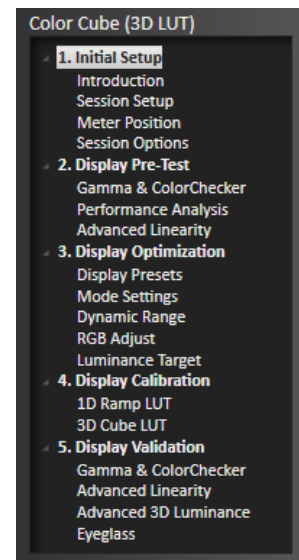 Color Cube (3D LUT)
1. Initial Setup
Introduction
Session Setup
Meter Position
Session Options
2. Display Pre-Test
Gamma & ColorChecker
Performance Analysis
Advanced Linearity
3. Display Optimization
Display Presets
Mode Settings
Dynamic Range
RGB Adjust
Luminance Target
4. Display Calibration
1D Ramp LUT
3D Cube LUT
5. Display Validation
Gamma & ColorChecker
Advanced Linearity
Advanced 3D Luminance
Eyeglass